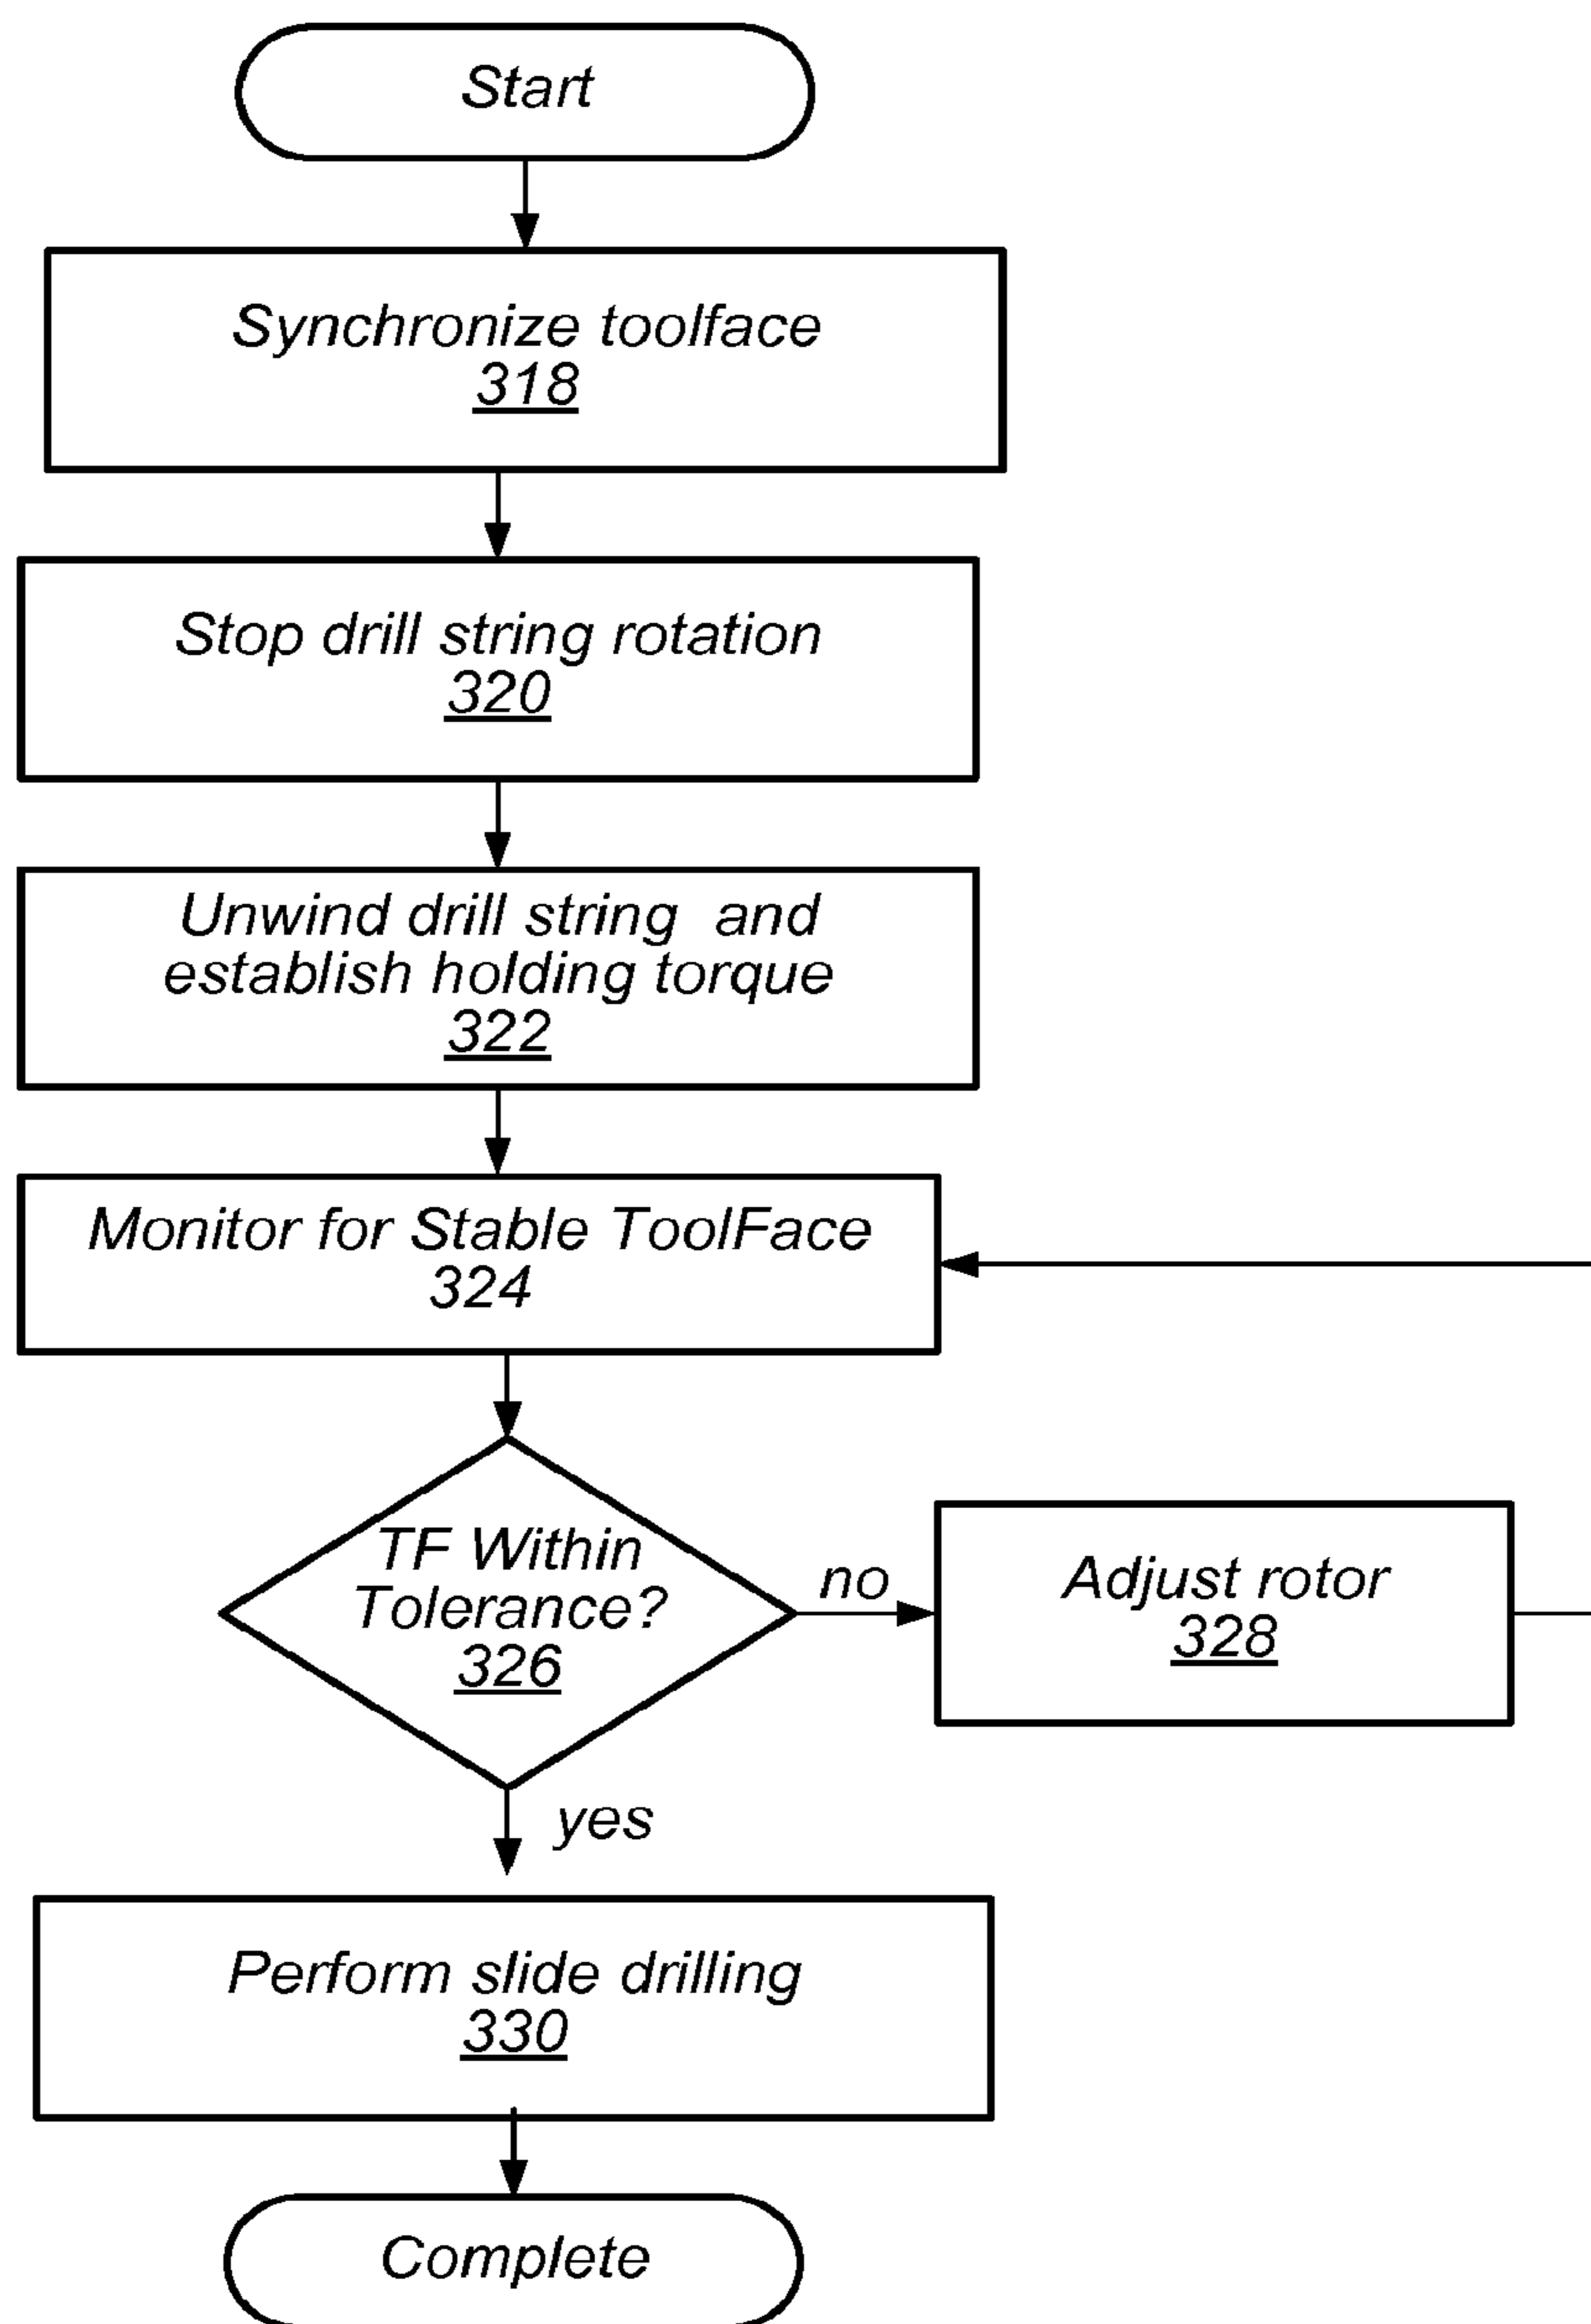 Start
Synchronize toolface
318
Stop drill string rotation
320
Unwind drill string and
establish holding torque
322
Monitor for Stable ToolFace
324
TF Within
Tolerance?
326
no
Adjust rotor
328
yes
Perform slide drilling
330
Complete